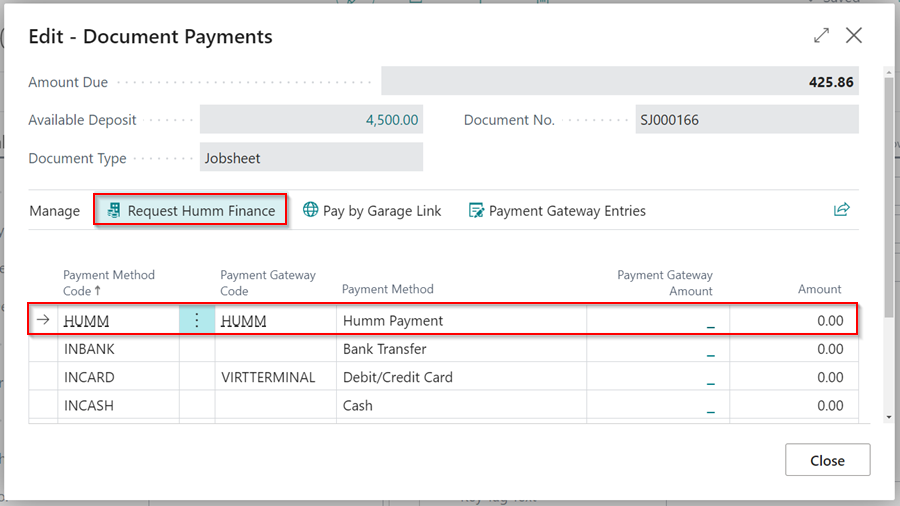 Saved
Edit - Document Payments
Amount Due 425.86
Available Deposit 4,500.00 Document No. SJ000166
Document Type Jobsheet
Manage Request Humm Finance Pay by Garage Link Payment Gateway Entries
Payment Method Payment Gateway Payment Gateway
Code ↑ Code Payment Method Amount Amount
HUMM HUMM Humm Payment _ 0.00
INBANK Bank Transfer _ 0.00
INCARD VIRTTERMINAL Debit/Credit Card _ 0.00
INCASH Cash _ 0.00
Close